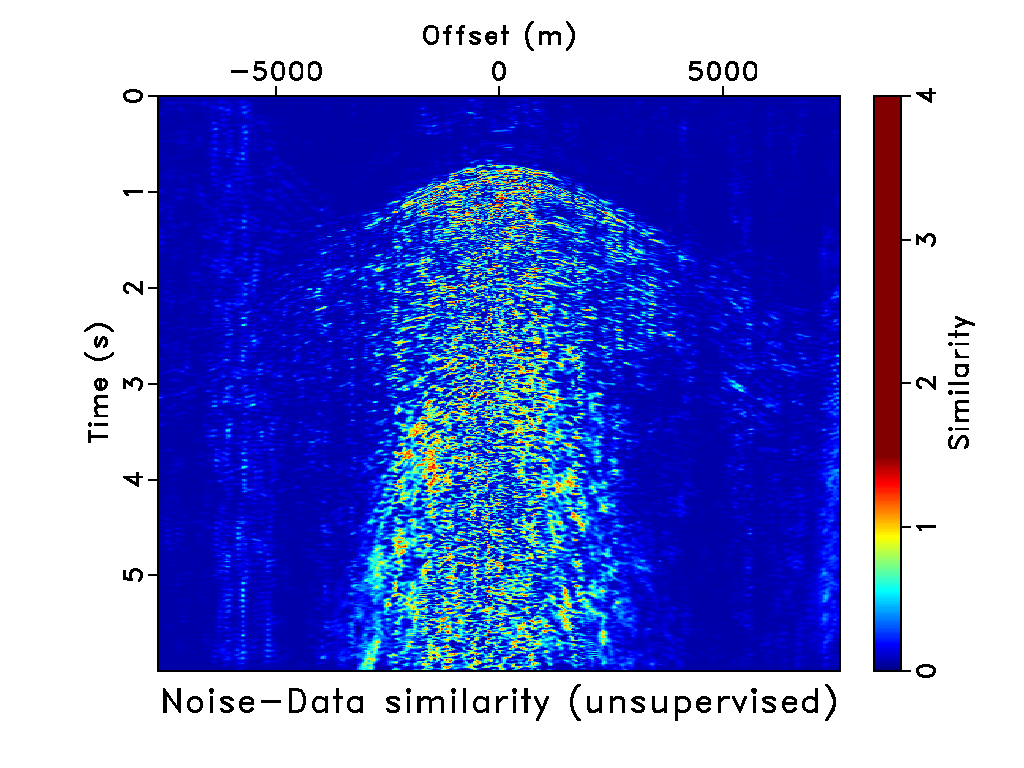 Offset (m)
−5000 0 5000
0
1
2
3
4
5
Time (s)
4
3
2
1
0
Similarity
Noise−Data similarity (unsupervised)